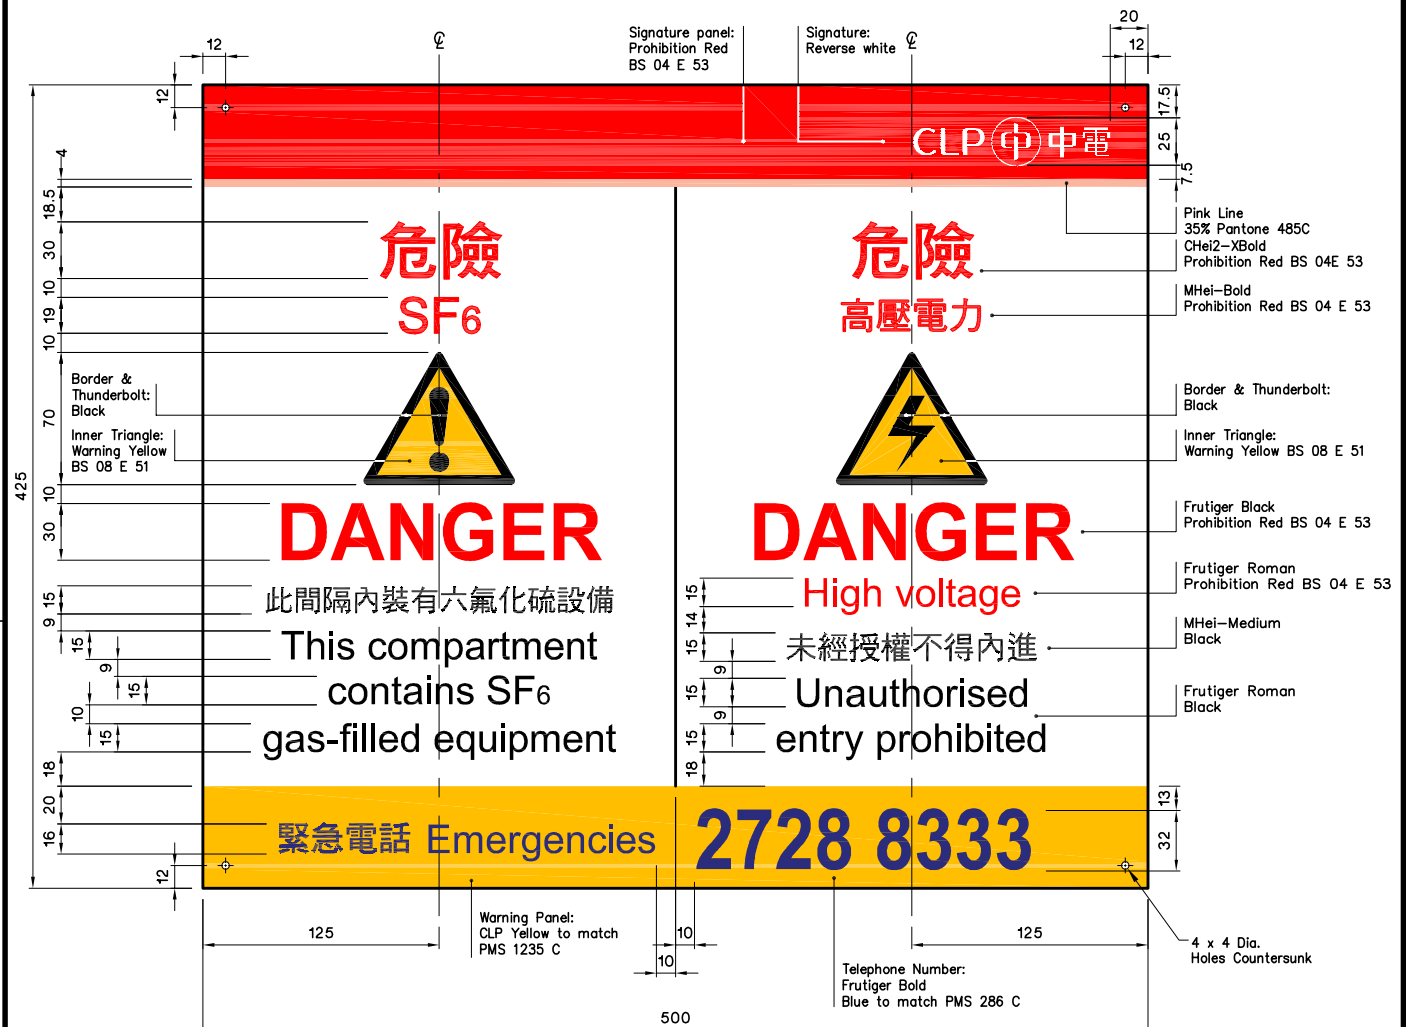 Signature panel:
Prohibition Red
BS 04 E 53
Signature:
Reverse white
℄
℄
20
12
12
12
17.5
25
7.5
CLP 中電
4
18.5
30
10
19
10
70
10
30
15
9
15
9
15
10
15
18
20
16
12
425
危險
SF6
危險
高壓電力
Pink Line
35% Pantone 485C
CHei2-XBold
Prohibition Red BS 04E 53
MHei-Bold
Prohibition Red BS 04 E 53
Border &
Thunderbolt:
Black
Inner Triangle:
Warning Yellow
BS 08 E 51
Border & Thunderbolt:
Black
Inner Triangle:
Warning Yellow BS 08 E 51
DANGER
此間隔內裝有六氟化硫設備
This compartment
contains SF6
gas-filled equipment
DANGER
High voltage
未經授權不得內進
Unauthorised
entry prohibited
15
14
15
9
15
9
15
18
Frutiger Black
Prohibition Red BS 04 E 53
Frutiger Roman
Prohibition Red BS 04 E 53
MHei-Medium
Black
Frutiger Roman
Black
緊急電話 Emergencies 2728 8333
13
32
125
Warning Panel:
CLP Yellow to match
PMS 1235 C
10
10
125
Telephone Number:
Frutiger Bold
Blue to match PMS 286 C
4 x 4 Dia.
Holes Countersunk
500